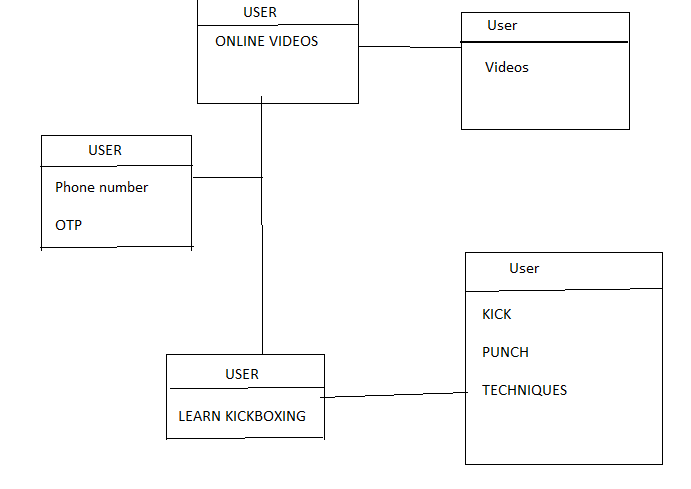 USER
ONLINE VIDEOS
User
Videos
USER
Phone number
OTP
User
KICK
PUNCH
TECHNIQUES
USER
LEARN KICKBOXING